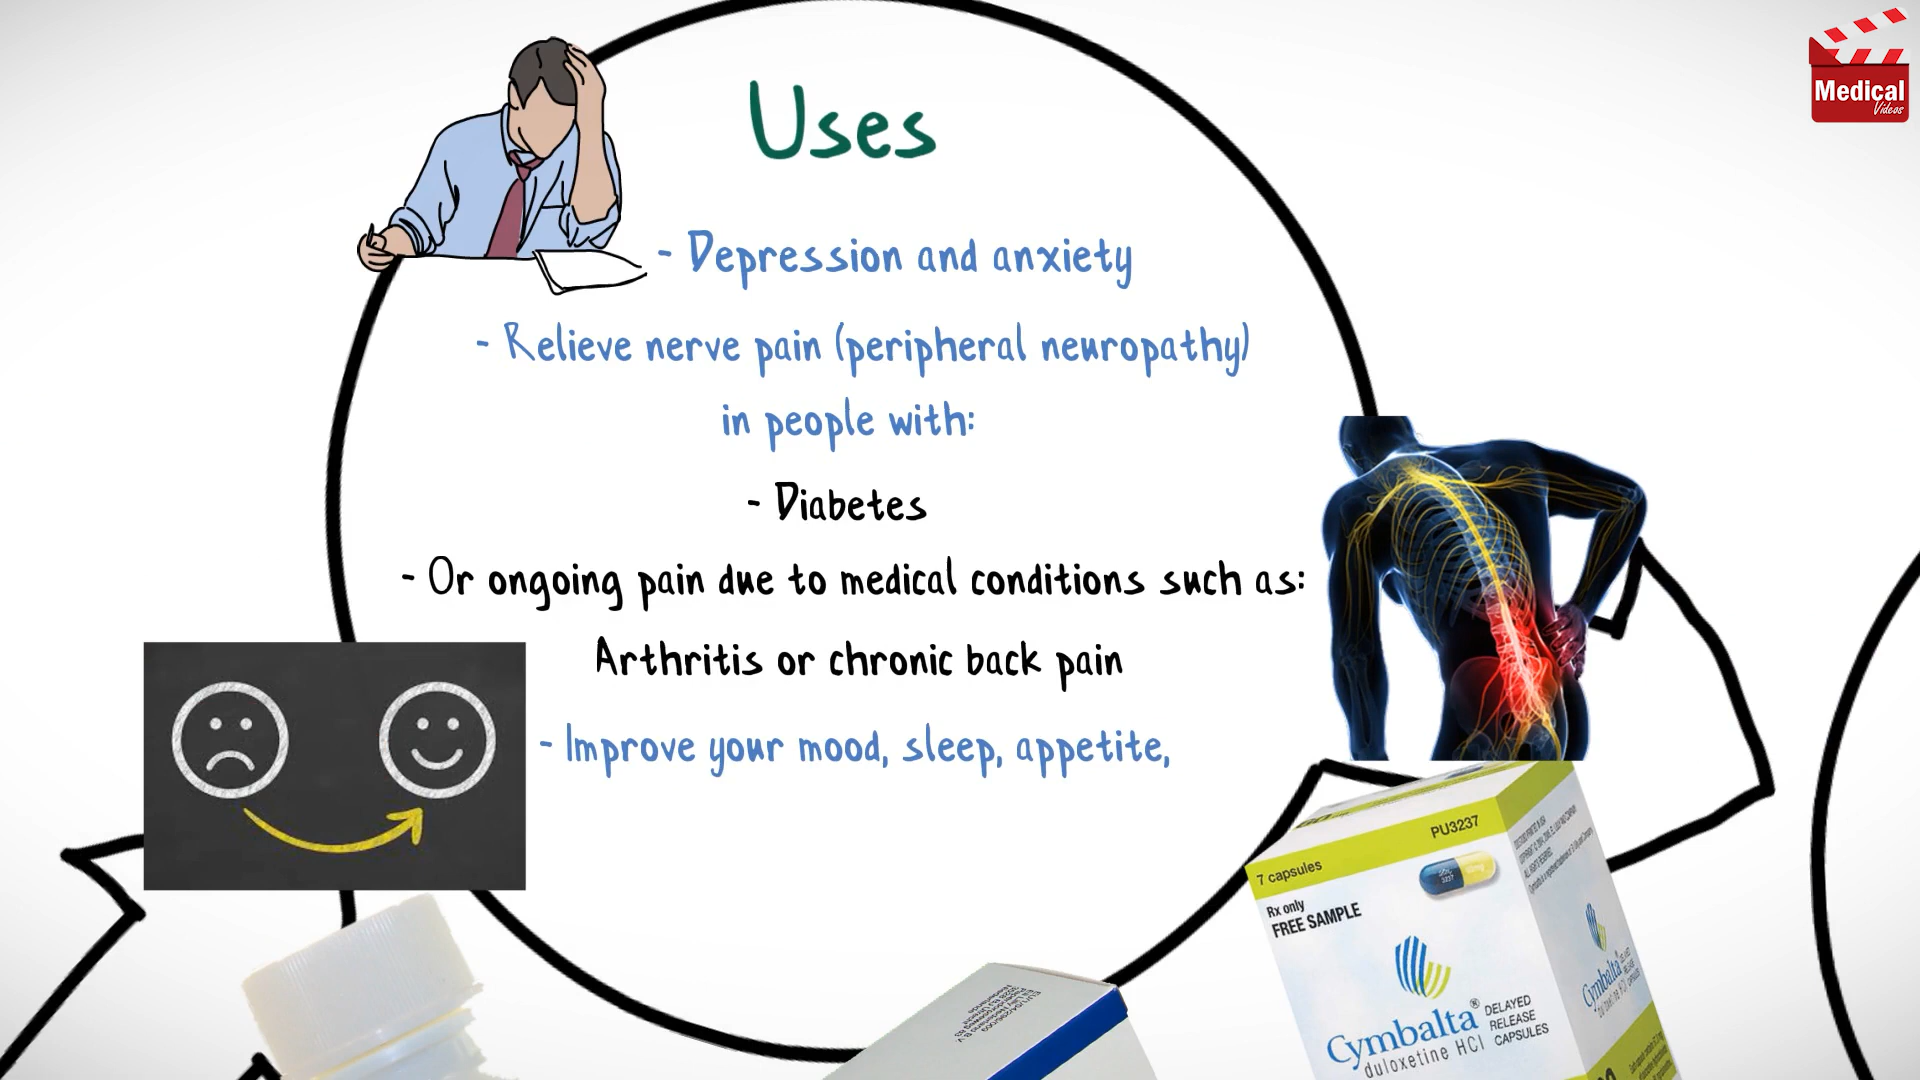 Medical
Videos
Uses
- Depression and anxiety
- Relieve nerve pain (peripheral neuropathy)
in people with:
- Diabetes
- Or ongoing pain due to medical conditions such as:
Arthritis or chronic back pain
- Improve your mood, sleep, appetite,
PU3237
7 capsules
Rx only
FREE SAMPLE
Cymbalta®
duloxetine HCl
DELAYED
RELEASE
CAPSULES
Cymbalta